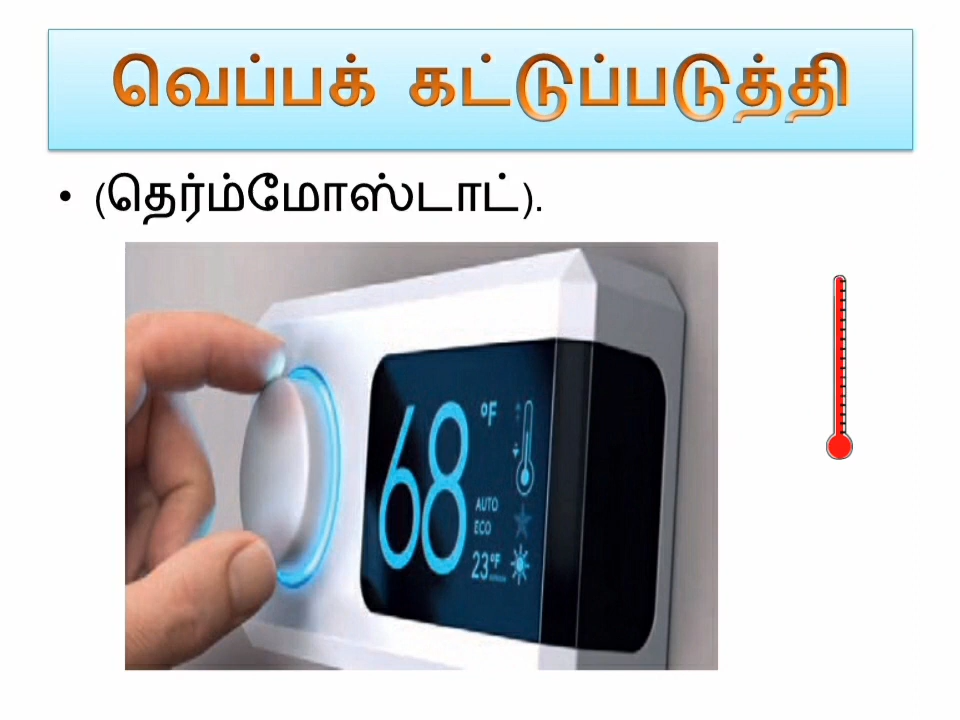 வெப்பக் கட்டுப்படுத்தி
• (தெர்ம்மோஸ்டாட்).
68 °F
AUTO
ECO
23 °F